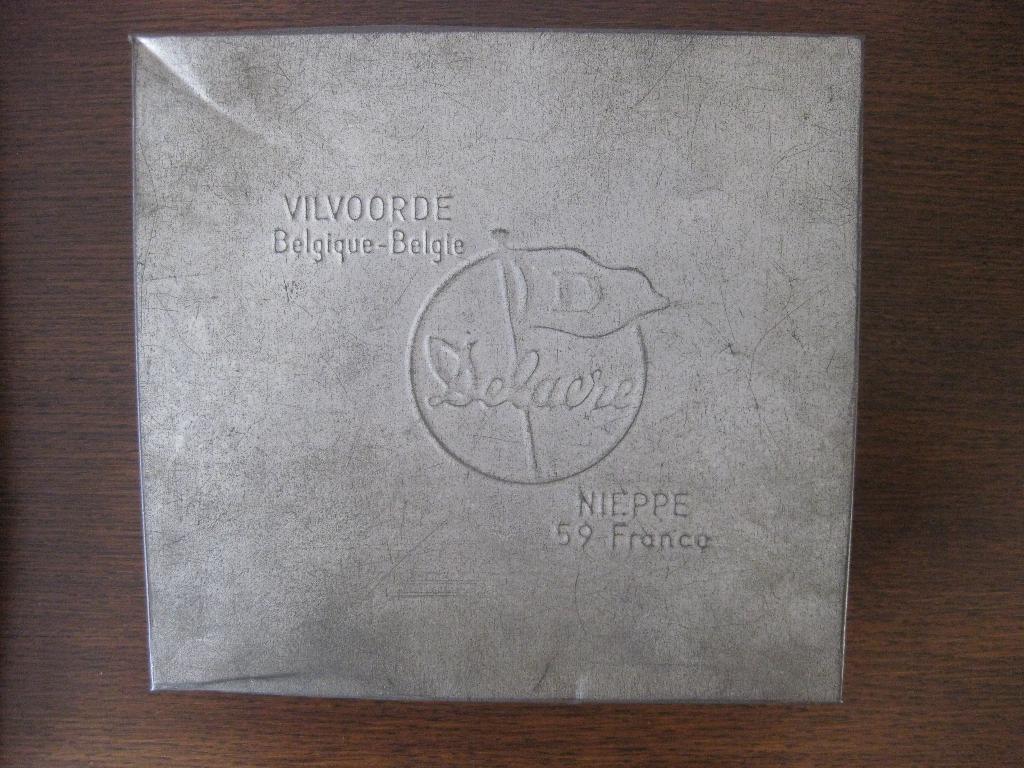 VILVOORDE
Belgique-Belgie
D
Delacre
NIEPPE
59 France